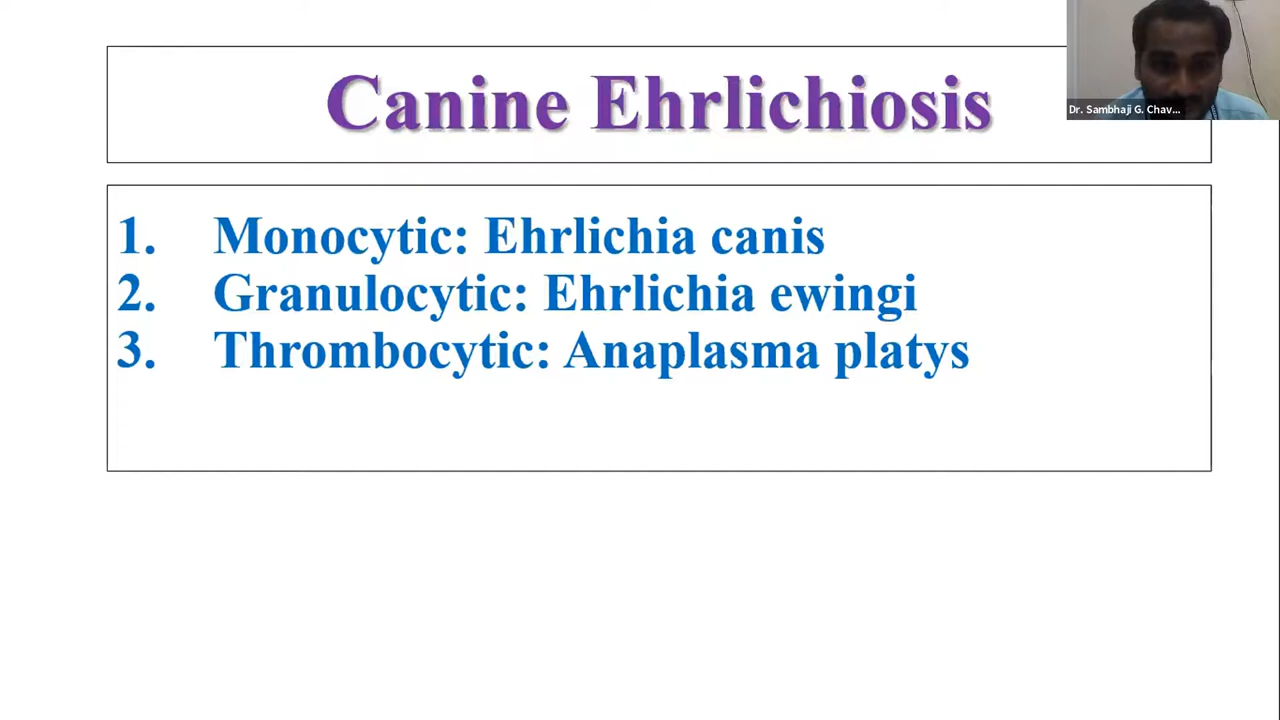 Canine Ehrlichiosis
Dr. Sambhaji G. Chav...
1. Monocytic: Ehrlichia canis
2. Granulocytic: Ehrlichia ewingi
3. Thrombocytic: Anaplasma platys